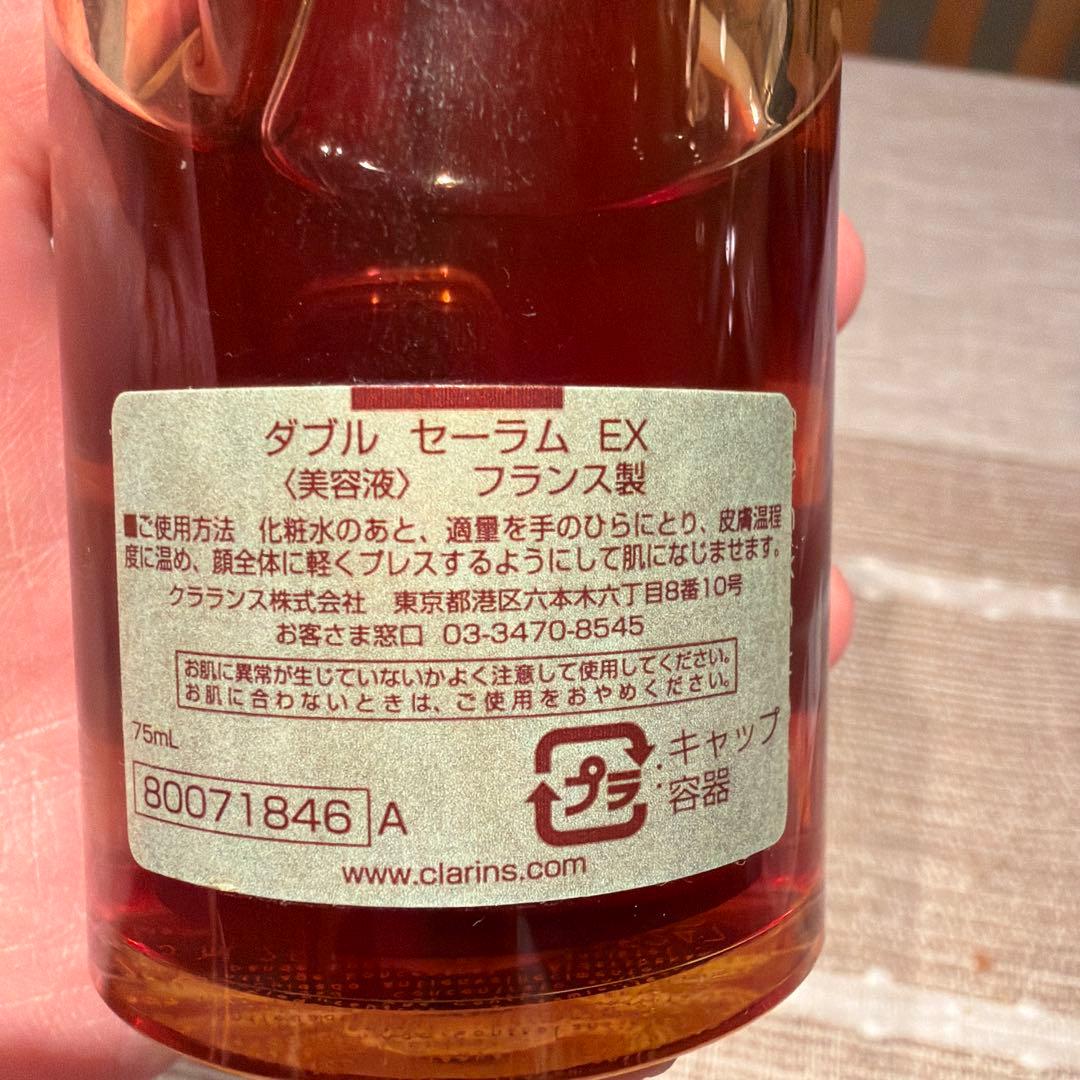 ダブル セーラム EX
〈美容液〉 フランス製
■ご使用方法 化粧水のあと、適量を手のひらにとり、皮膚温程
度に温め、顔全体に軽くプレスするようにして肌になじませます。
クラランス株式会社 東京都港区六本木六丁目8番10号
お客さま窓口 03-3470-8545
お肌に異常が生じていないかよく注意して使用してください。
お肌に合わないときは、ご使用をおやめください。
75mL
プラ
:キャップ
:容器
80071846 A
www.clarins.com